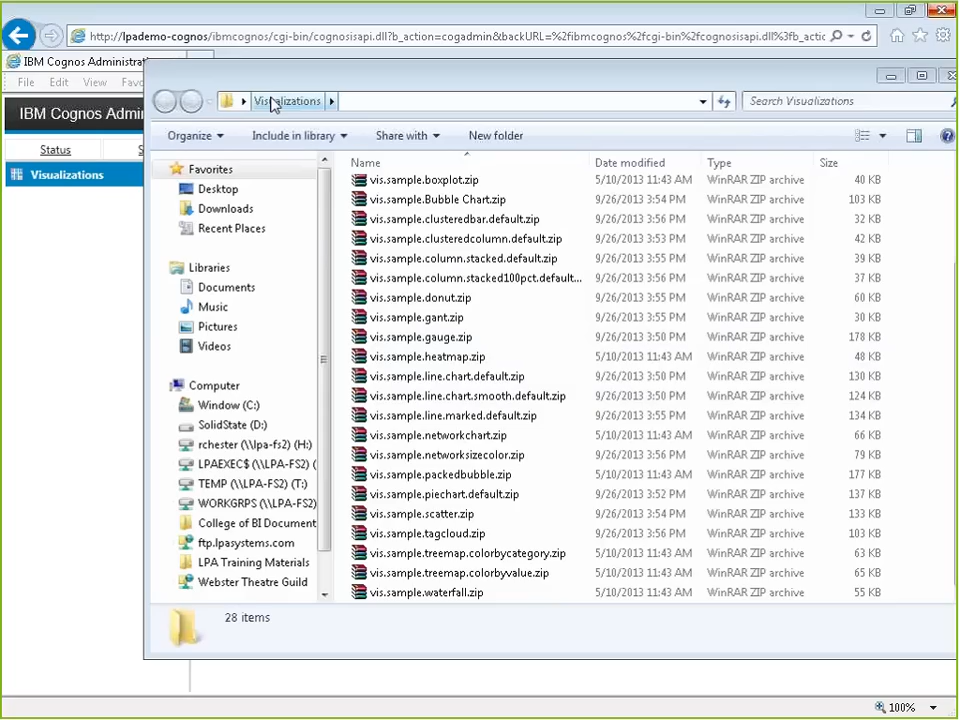 http://lpademo-cognos/ibmcognos/cgi-bin/cognosisapi.dll?b_action=cogadmin&backURL=%2fibmcognos%2fcgi-bin%2fcognosisapi.dll%3fb_actic
IBM Cognos Administrat
File Edit View Favo
IBM Cognos Admi
Status S
Visualizations
Visualizations
Search Visualizations
Organize Include in library Share with New folder
Favorites
Desktop
Downloads
Recent Places
Libraries
Documents
Music
Pictures
Videos
Computer
Window (C:)
SolidState (D:)
rchester (\\lpa-fs2) (H:)
LPAEXEC$ (\\LPA-FS2) (
TEMP (\\LPA-FS2) (T:)
WORKGRPS (\\LPA-FS2)
College of BI Document
ftp.lpasystems.com
LPA Training Materials
Webster Theatre Guild
Name Date modified Type Size
vis.sample.boxplot.zip 5/10/2013 11:43 AM WinRAR ZIP archive 40 KB
vis.sample.Bubble Chart.zip 9/26/2013 3:54 PM WinRAR ZIP archive 103 KB
vis.sample.clusteredbar.default.zip 9/26/2013 3:56 PM WinRAR ZIP archive 32 KB
vis.sample.clusteredcolumn.default.zip 9/26/2013 3:53 PM WinRAR ZIP archive 42 KB
vis.sample.column.stacked.default.zip 9/26/2013 3:55 PM WinRAR ZIP archive 39 KB
vis.sample.column.stacked100pct.default... 9/26/2013 3:56 PM WinRAR ZIP archive 37 KB
vis.sample.donut.zip 9/26/2013 3:55 PM WinRAR ZIP archive 60 KB
vis.sample.gant.zip 9/26/2013 3:55 PM WinRAR ZIP archive 30 KB
vis.sample.gauge.zip 9/26/2013 3:50 PM WinRAR ZIP archive 178 KB
vis.sample.heatmap.zip 5/10/2013 11:43 AM WinRAR ZIP archive 48 KB
vis.sample.line.chart.default.zip 9/26/2013 3:50 PM WinRAR ZIP archive 130 KB
vis.sample.line.chart.smooth.default.zip 9/26/2013 3:50 PM WinRAR ZIP archive 124 KB
vis.sample.line.marked.default.zip 9/26/2013 3:55 PM WinRAR ZIP archive 134 KB
vis.sample.networkchart.zip 5/10/2013 11:43 AM WinRAR ZIP archive 66 KB
vis.sample.networksizecolor.zip 9/26/2013 3:56 PM WinRAR ZIP archive 79 KB
vis.sample.packedbubble.zip 5/10/2013 11:43 AM WinRAR ZIP archive 177 KB
vis.sample.piechart.default.zip 9/26/2013 3:52 PM WinRAR ZIP archive 137 KB
vis.sample.scatter.zip 9/26/2013 3:54 PM WinRAR ZIP archive 133 KB
vis.sample.tagcloud.zip 9/26/2013 3:56 PM WinRAR ZIP archive 103 KB
vis.sample.treemap.colorbycategory.zip 5/10/2013 11:43 AM WinRAR ZIP archive 63 KB
vis.sample.treemap.colorbyvalue.zip 5/10/2013 11:43 AM WinRAR ZIP archive 65 KB
vis.sample.waterfall.zip 5/10/2013 11:43 AM WinRAR ZIP archive 55 KB
28 items
100%